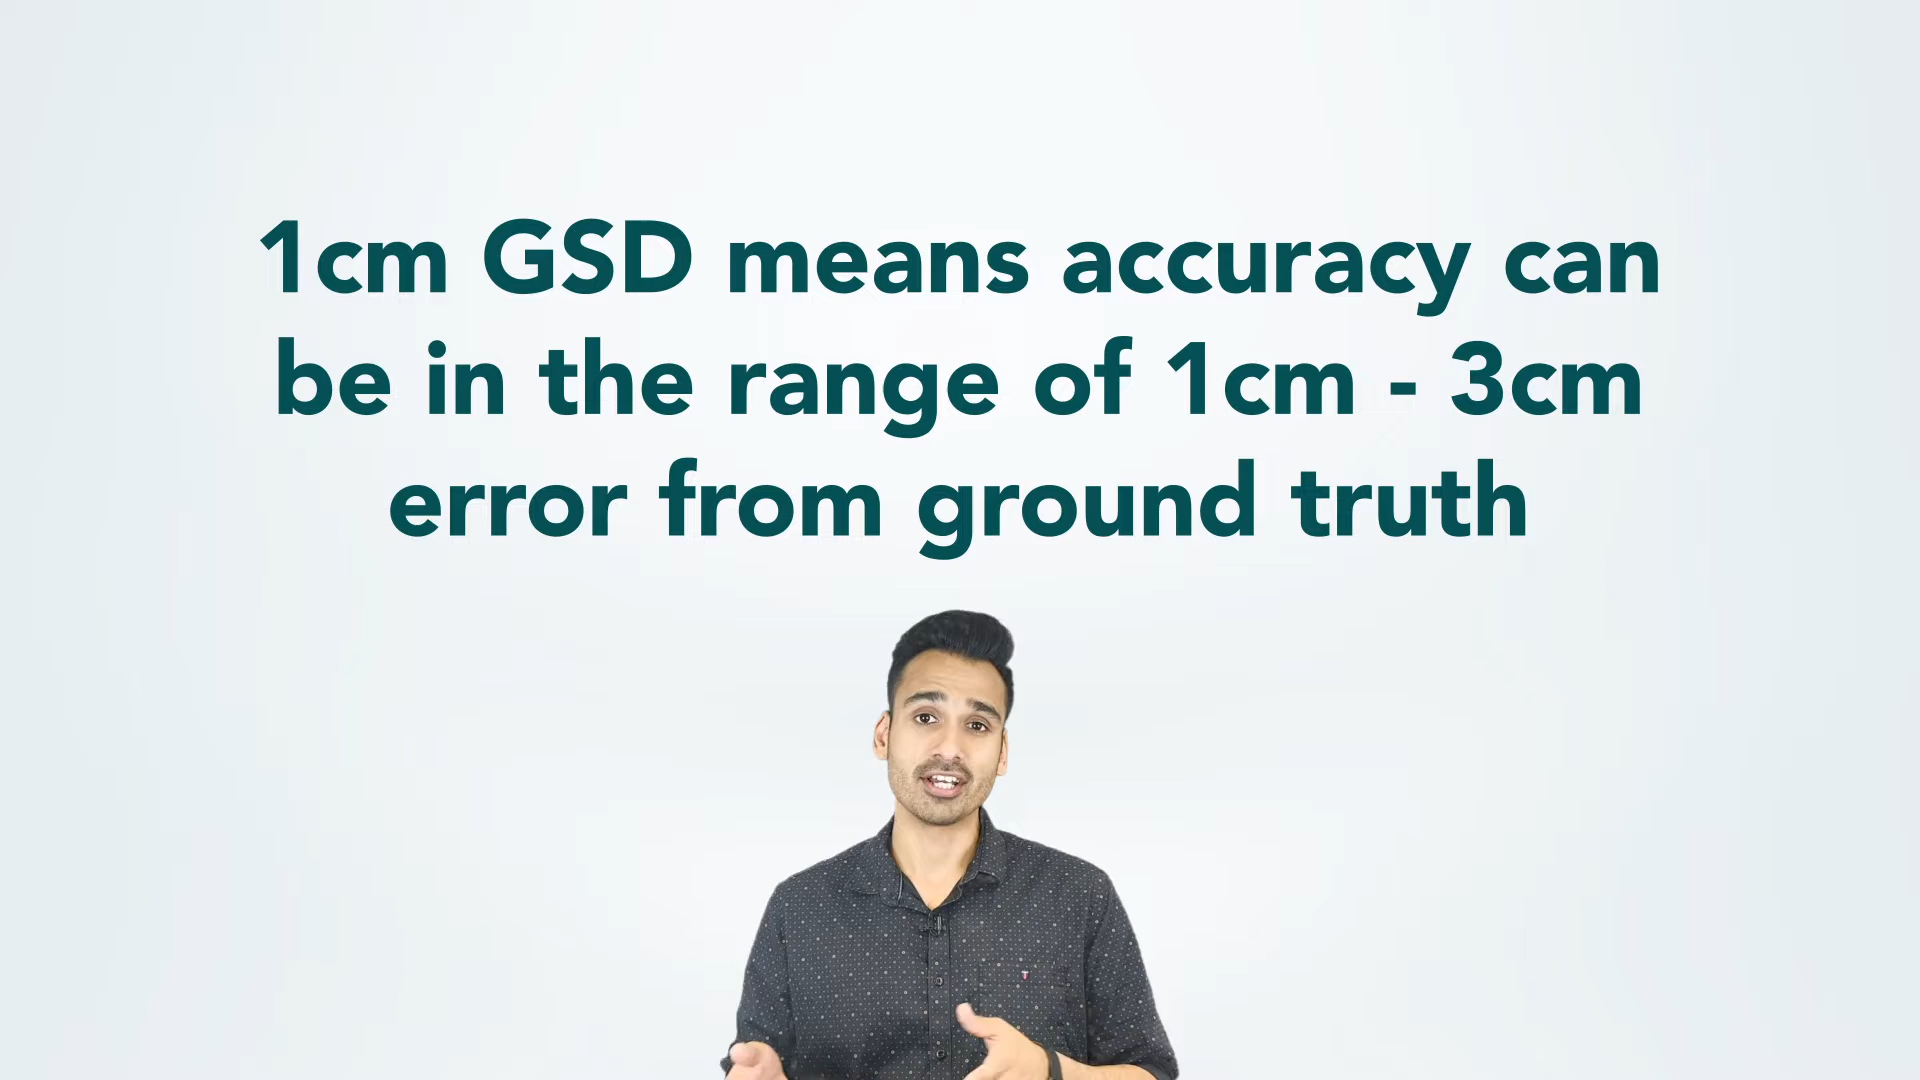 1cm GSD means accuracy can
be in the range of 1cm - 3cm
error from ground truth